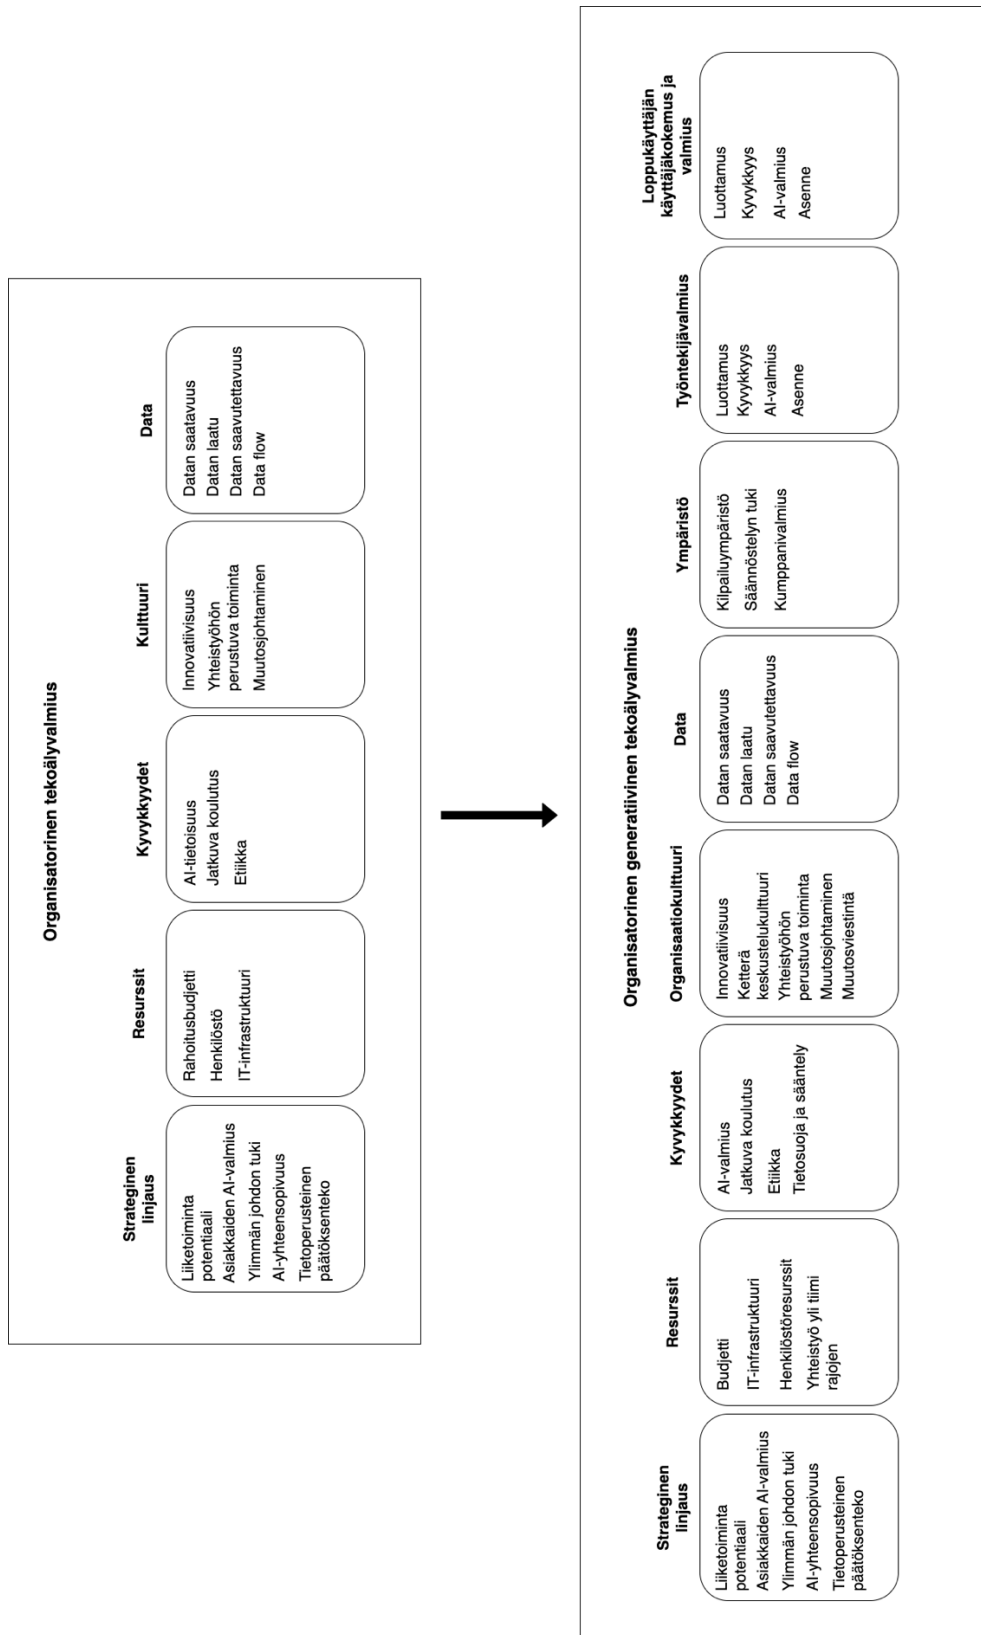 Organisatorinen tekoälyvalmius
Strateginen
linjaus
Liiketoiminta
potentiaali
Asiakkaiden AI-valmius
Ylimmän johdon tuki
AI-yhteensopivuus
Tietoperusteinen
päätöksenteko
Resurssit
Rahoitusbudjetti
Henkilöstö
IT-infrastruktuuri
Kyvykkyydet
AI-tietoisuus
Jatkuva koulutus
Etiikka
Kulttuuri
Innovatiivisuus
Yhteistyöhön
perustuva toiminta
Muutosjohtaminen
Data
Datan saatavuus
Datan laatu
Datan saavutettavuus
Data flow
Organisatorinen generatiivinen tekoälyvalmius
Strateginen
linjaus
Liiketoiminta
potentiaali
Asiakkaiden AI-valmius
Ylimmän johdon tuki
AI-yhteensopivuus
Tietoperusteinen
päätöksenteko
Resurssit
Budjetti
IT-infrastruktuuri
Henkilöstöresurssit
Yhteistyö yli tiimi
rajojen
Kyvykkyydet
AI-valmius
Jatkuva koulutus
Etiikka
Tietosuoja ja sääntely
Organisaatiokulttuuri
Innovatiivisuus
Ketterä
keskustelukulttuuri
Yhteistyöhön
perustuva toiminta
Muutosjohtaminen
Muutosviestintä
Data
Datan saatavuus
Datan laatu
Datan saavutettavuus
Data flow
Ympäristö
Kilpailuympäristö
Säännöstelyn tuki
Kumppanivalmius
Työntekijävalmius
Luottamus
Kyvykkyys
AI-valmius
Asenne
Loppukäyttäjän
käyttäjäkokemus ja
valmius
Luottamus
Kyvykkyys
AI-valmius
Asenne